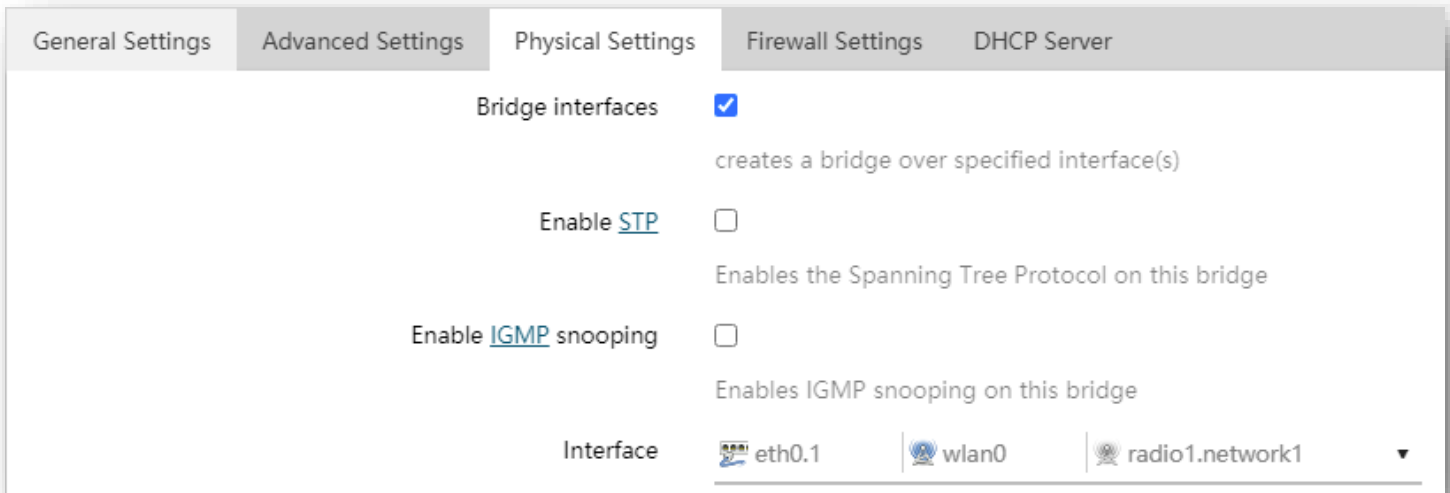 General Settings Advanced Settings Physical Settings Firewall Settings DHCP Server
Bridge interfaces
creates a bridge over specified interface(s)
Enable STP
Enables the Spanning Tree Protocol on this bridge
Enable IGMP snooping
Enables IGMP snooping on this bridge
Interface eth0.1 wlan0 radio1.network1